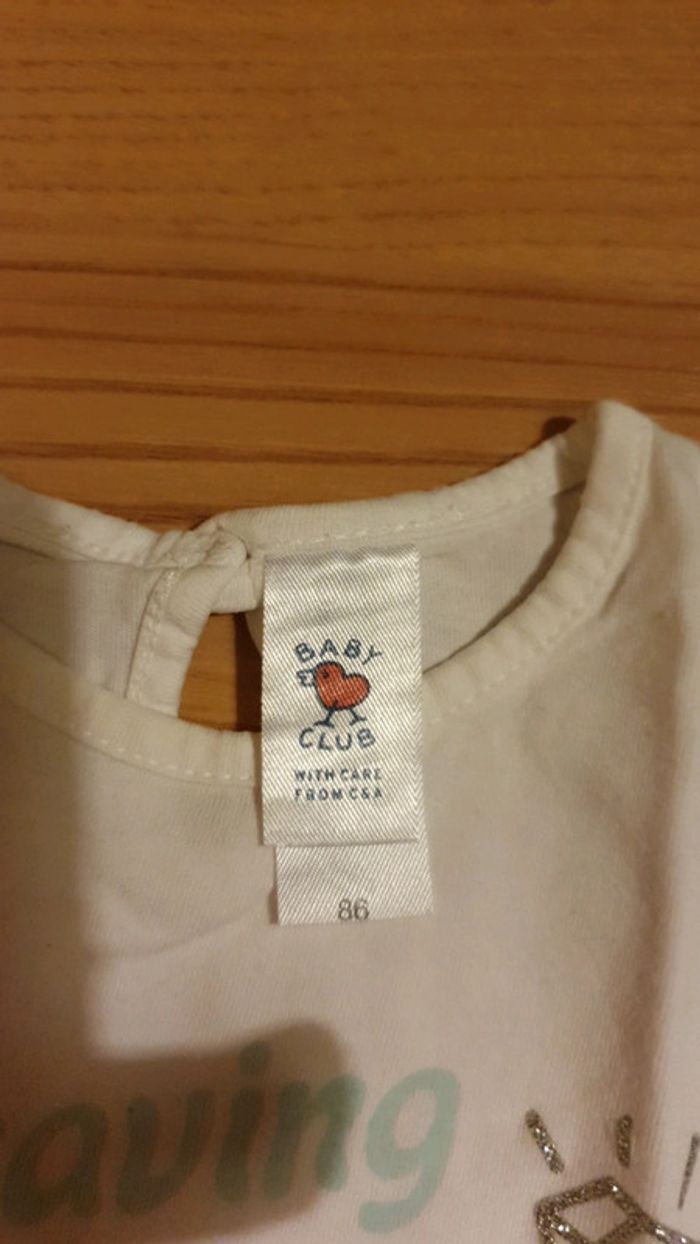 BABY
CLUB
WITH CARE
FROM C&A
86
aving